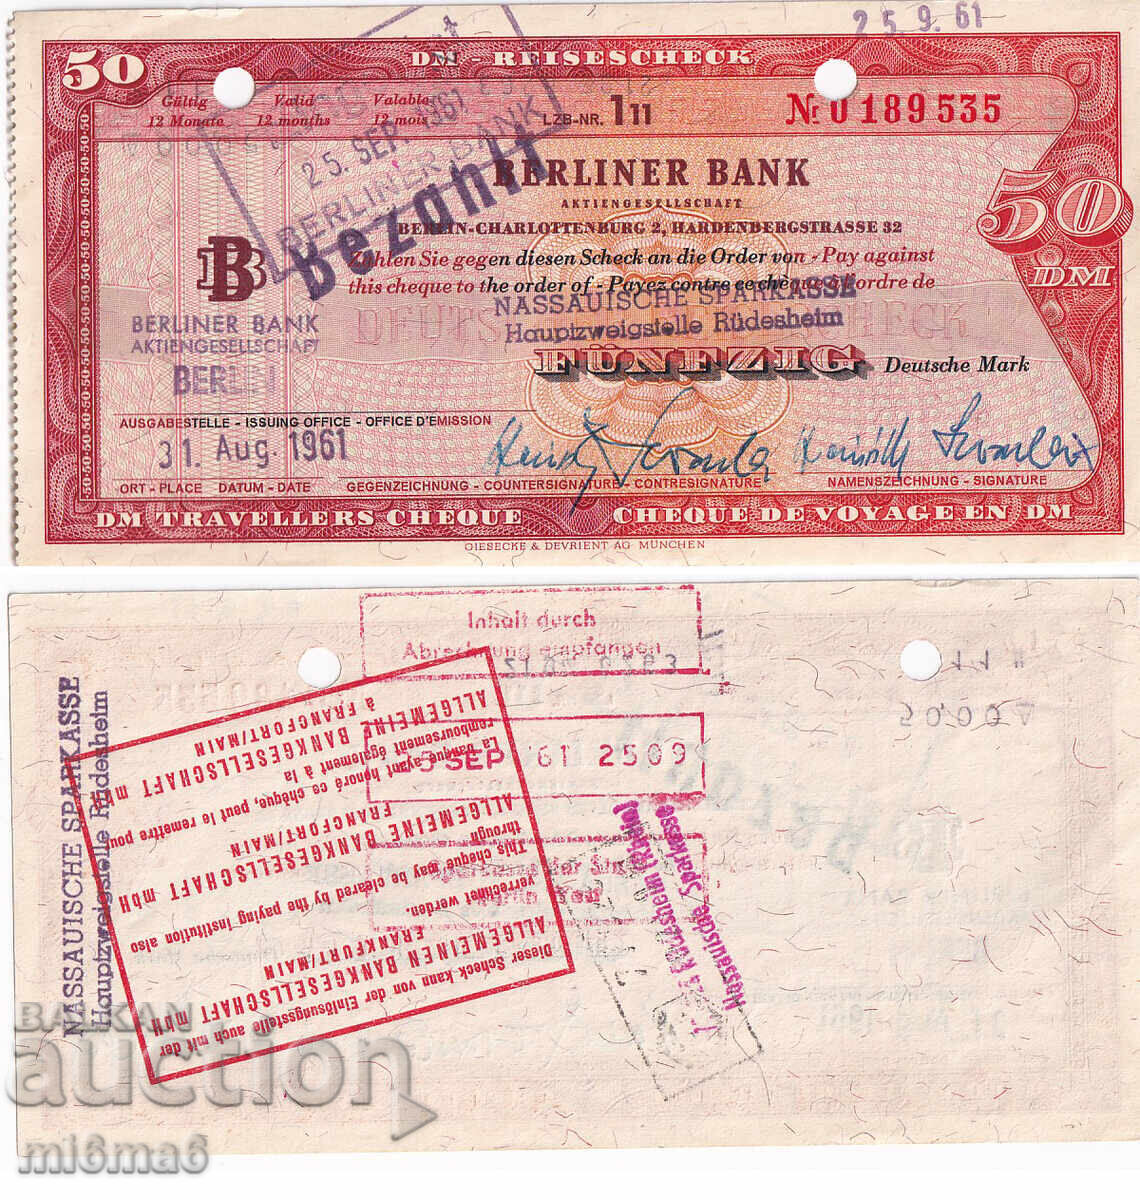 25.9.61
50
DM - REISESCHECK
Gültig Valid Valable
12 Monate 12 months 12 mois
LZB-NR. 111
№ 0189535
25. SEP. 1961
BERLINER BANK
Bezahlt
BERLINER BANK
AKTIENGESELLSCHAFT
BERLIN-CHARLOTTENBURG 2, HARDENBERGSTRASSE 32
Zahlen Sie gegen diesen Scheck an die Order von - Pay against
this cheque to the order of - Payez contre ce chèque à l'ordre de
50
DM
B
NASSAUISCHE SPARKASSE
Hauptzweigstelle Rüdesheim
BERLINER BANK
AKTIENGESELLSCHAFT
BERLIN
FÜNFZIG Deutsche Mark
AUSGABESTELLE - ISSUING OFFICE - OFFICE D'EMISSION
31. Aug. 1961
ORT - PLACE DATUM - DATE
GEGENZEICHNUNG - COUNTERSIGNATURE - CONTRESIGNATURE
NAMENSZEICHNUNG - SIGNATURE
DM TRAVELLERS CHEQUE
CHEQUE DE VOYAGE EN DM
GIESECKE & DEVRIENT AG MÜNCHEN
Inhalt durch
Abrechnung empfangen
SEP 61 2509
NASSAUISCHE SPARKASSE
Hauptzweigstelle Rüdesheim
Dieser Scheck kann von der Einlösungsstelle auch mit der
ALLGEMEINEN BANKGESELLSCHAFT mbH
FRANKFURT/MAIN
verrechnet werden.
this cheque may be cleared by the paying institution also
through
ALLGEMEINE BANKGESELLSCHAFT mbH
FRANCFORT/MAIN
La banque ayant honoré ce chèque, peut le remettre pour
remboursement également à la
ALLGEMEINE BANKGESELLSCHAFT mbH
à FRANCFORT/MAIN
Nassauische Sparkasse
BALKAN
auction
mi6ma6